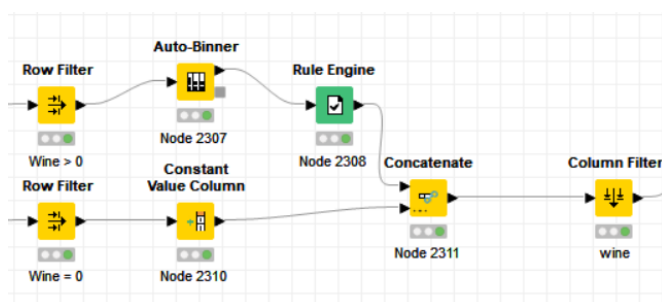 Auto-Binner
Row Filter
Rule Engine
Node 2307
Wine > 0
Node 2308
Constant
Value Column
Concatenate
Column Filter
Row Filter
Node 2311
wine
Wine = 0
Node 2310